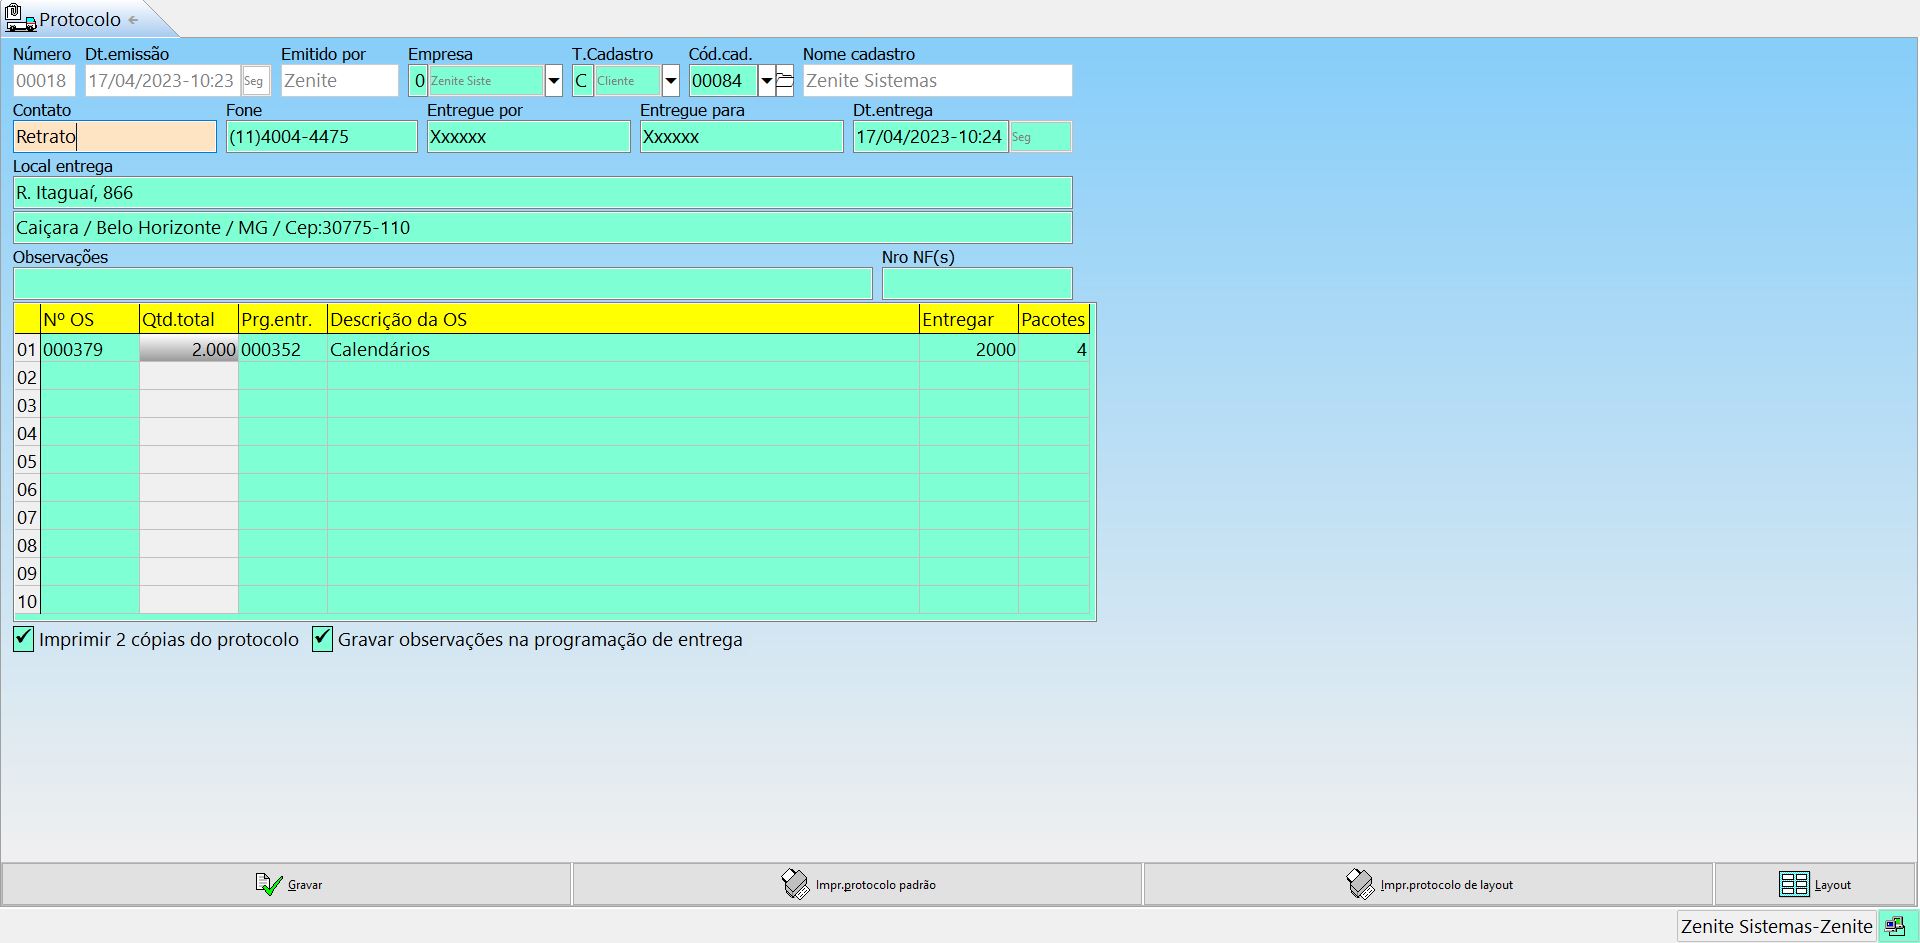 Protocolo
Número Dt.emissão Emitido por Empresa T.Cadastro Cód.cad. Nome cadastro
00018 17/04/2023-10:23 Seg Zenite 0 Zenite Siste C Cliente 00084 Zenite Sistemas
Contato Fone Entregue por Entregue para Dt.entrega
Retrato (11)4004-4475 Xxxxxx Xxxxxx 17/04/2023-10:24 Seg
Local entrega
R. Itaguaí, 866
Caiçara / Belo Horizonte / MG / Cep:30775-110
Observações Nro NF(s)
Nº OS Qtd.total Prg.entr. Descrição da OS Entregar Pacotes
01 000379 2.000 000352 Calendários 2000 4
02
03
04
05
06
07
08
09
10
Imprimir 2 cópias do protocolo Gravar observações na programação de entrega
Gravar Impr.protocolo padrão Impr.protocolo de layout Layout
Zenite Sistemas-Zenite